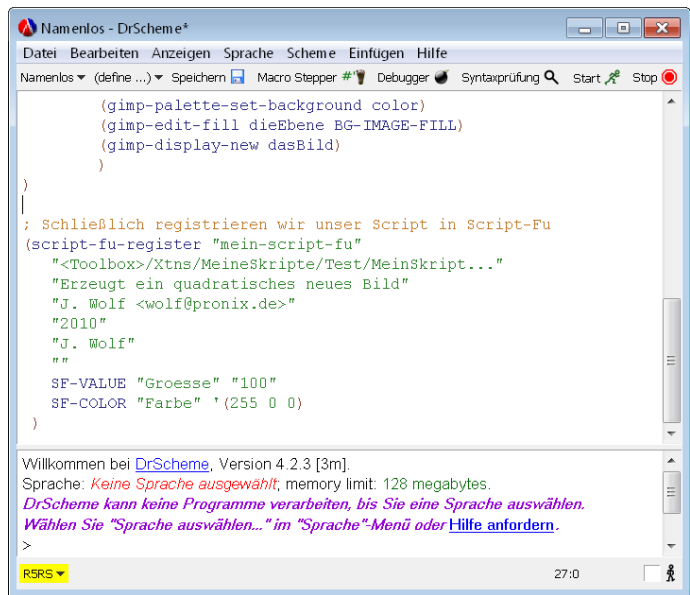 Namenlos - DrScheme*
Datei Bearbeiten Anzeigen Sprache Scheme Einfügen Hilfe
Namenlos (define ...) Speichern Macro Stepper #' Debugger Syntaxprüfung Start Stop
(gimp-palette-set-background color)
(gimp-edit-fill dieEbene BG-IMAGE-FILL)
(gimp-display-new dasBild)
)
)
; Schließlich registrieren wir unser Script in Script-Fu
(script-fu-register "mein-script-fu"
"<Toolbox>/Xtns/MeineSkripte/Test/MeinSkript..."
"Erzeugt ein quadratisches neues Bild"
"J. Wolf <wolf@pronix.de>"
"2010"
"J. Wolf"
""
SF-VALUE "Groesse" "100"
SF-COLOR "Farbe" '(255 0 0)
)
Willkommen bei DrScheme, Version 4.2.3 [3m].
Sprache: Keine Sprache ausgewählt; memory limit: 128 megabytes.
DrScheme kann keine Programme verarbeiten, bis Sie eine Sprache auswählen.
Wählen Sie "Sprache auswählen..." im "Sprache"-Menü oder Hilfe anfordern.
>
R5RS 27:0